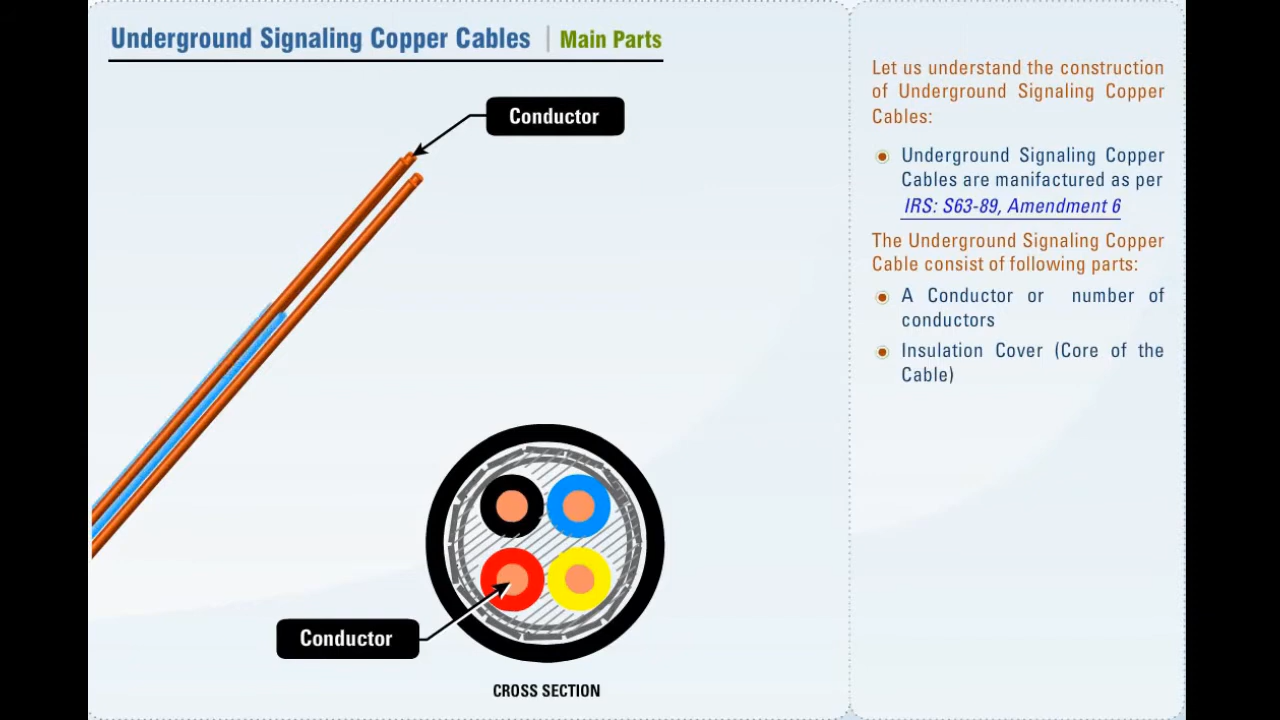 Underground Signaling Copper Cables | Main Parts
Conductor
Conductor
CROSS SECTION
Let us understand the construction
of Underground Signaling Copper
Cables:
Underground Signaling Copper
Cables are manifactured as per
IRS: S63-89, Amendment 6
The Underground Signaling Copper
Cable consist of following parts:
A Conductor or number of
conductors
Insulation Cover (Core of the
Cable)